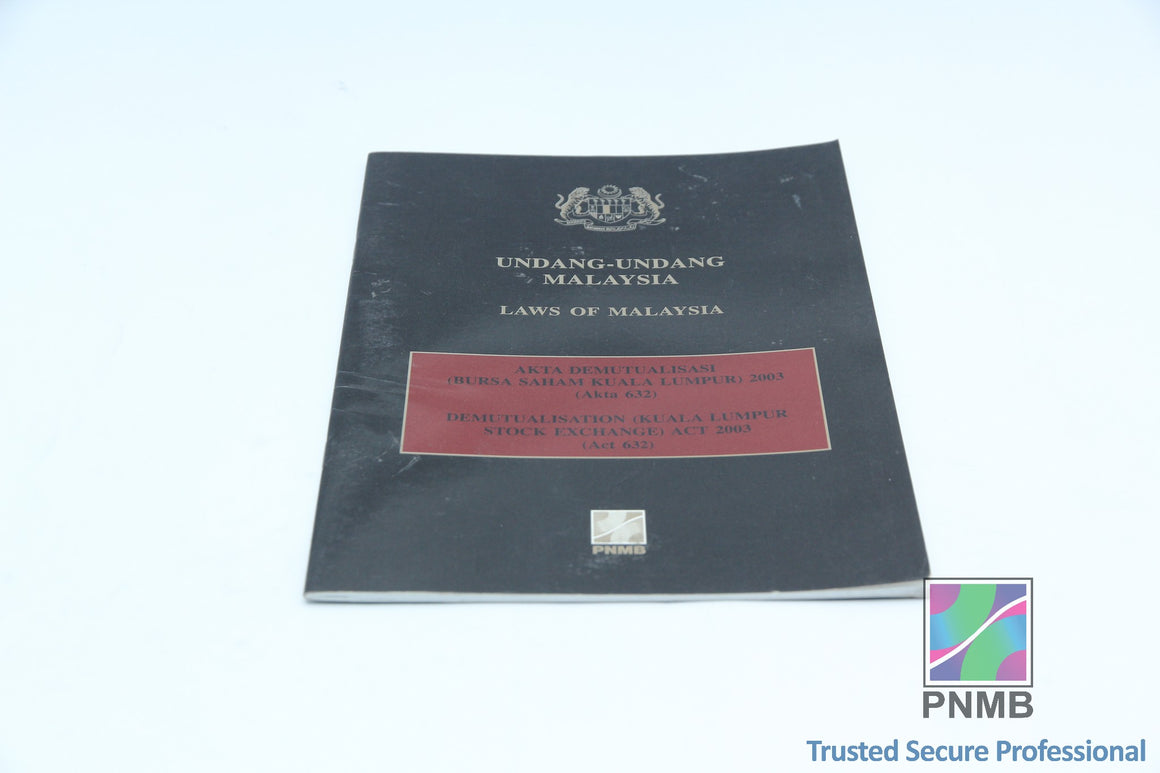 UNDANG-UNDANG
MALAYSIA
LAWS OF MALAYSIA
AKTA DEMUTUALISASI
(BURSA SAHAM KUALA LUMPUR) 2003
(Akta 632)
DEMUTUALISATION (KUALA LUMPUR
STOCK EXCHANGE) ACT 2003
(Act 632)
PNMB
PNMB
Trusted Secure Professional